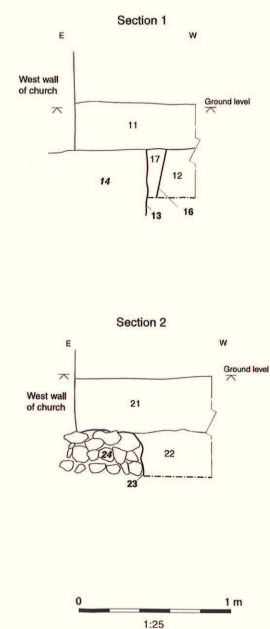 Section 1
E W
West wall
of church
Ground level
11
17
14
12
13
16
Section 2
E W
Ground level
West wall
of church
21
24
22
23
0 1 m
1:25